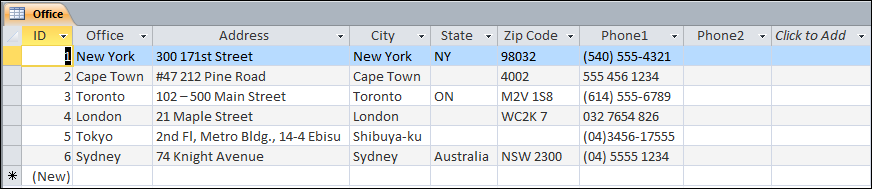 Office
ID Office Address City State Zip Code Phone1 Phone2 Click to Add
1 New York 300 171st Street New York NY 98032 (540) 555-4321
2 Cape Town #47 212 Pine Road Cape Town 4002 555 456 1234
3 Toronto 102 – 500 Main Street Toronto ON M2V 1S8 (614) 555-6789
4 London 21 Maple Street London WC2K 7 032 7654 826
5 Tokyo 2nd Fl, Metro Bldg., 14-4 Ebisu Shibuya-ku (04)3456-17555
6 Sydney 74 Knight Avenue Sydney Australia NSW 2300 (04) 5555 1234
(New)